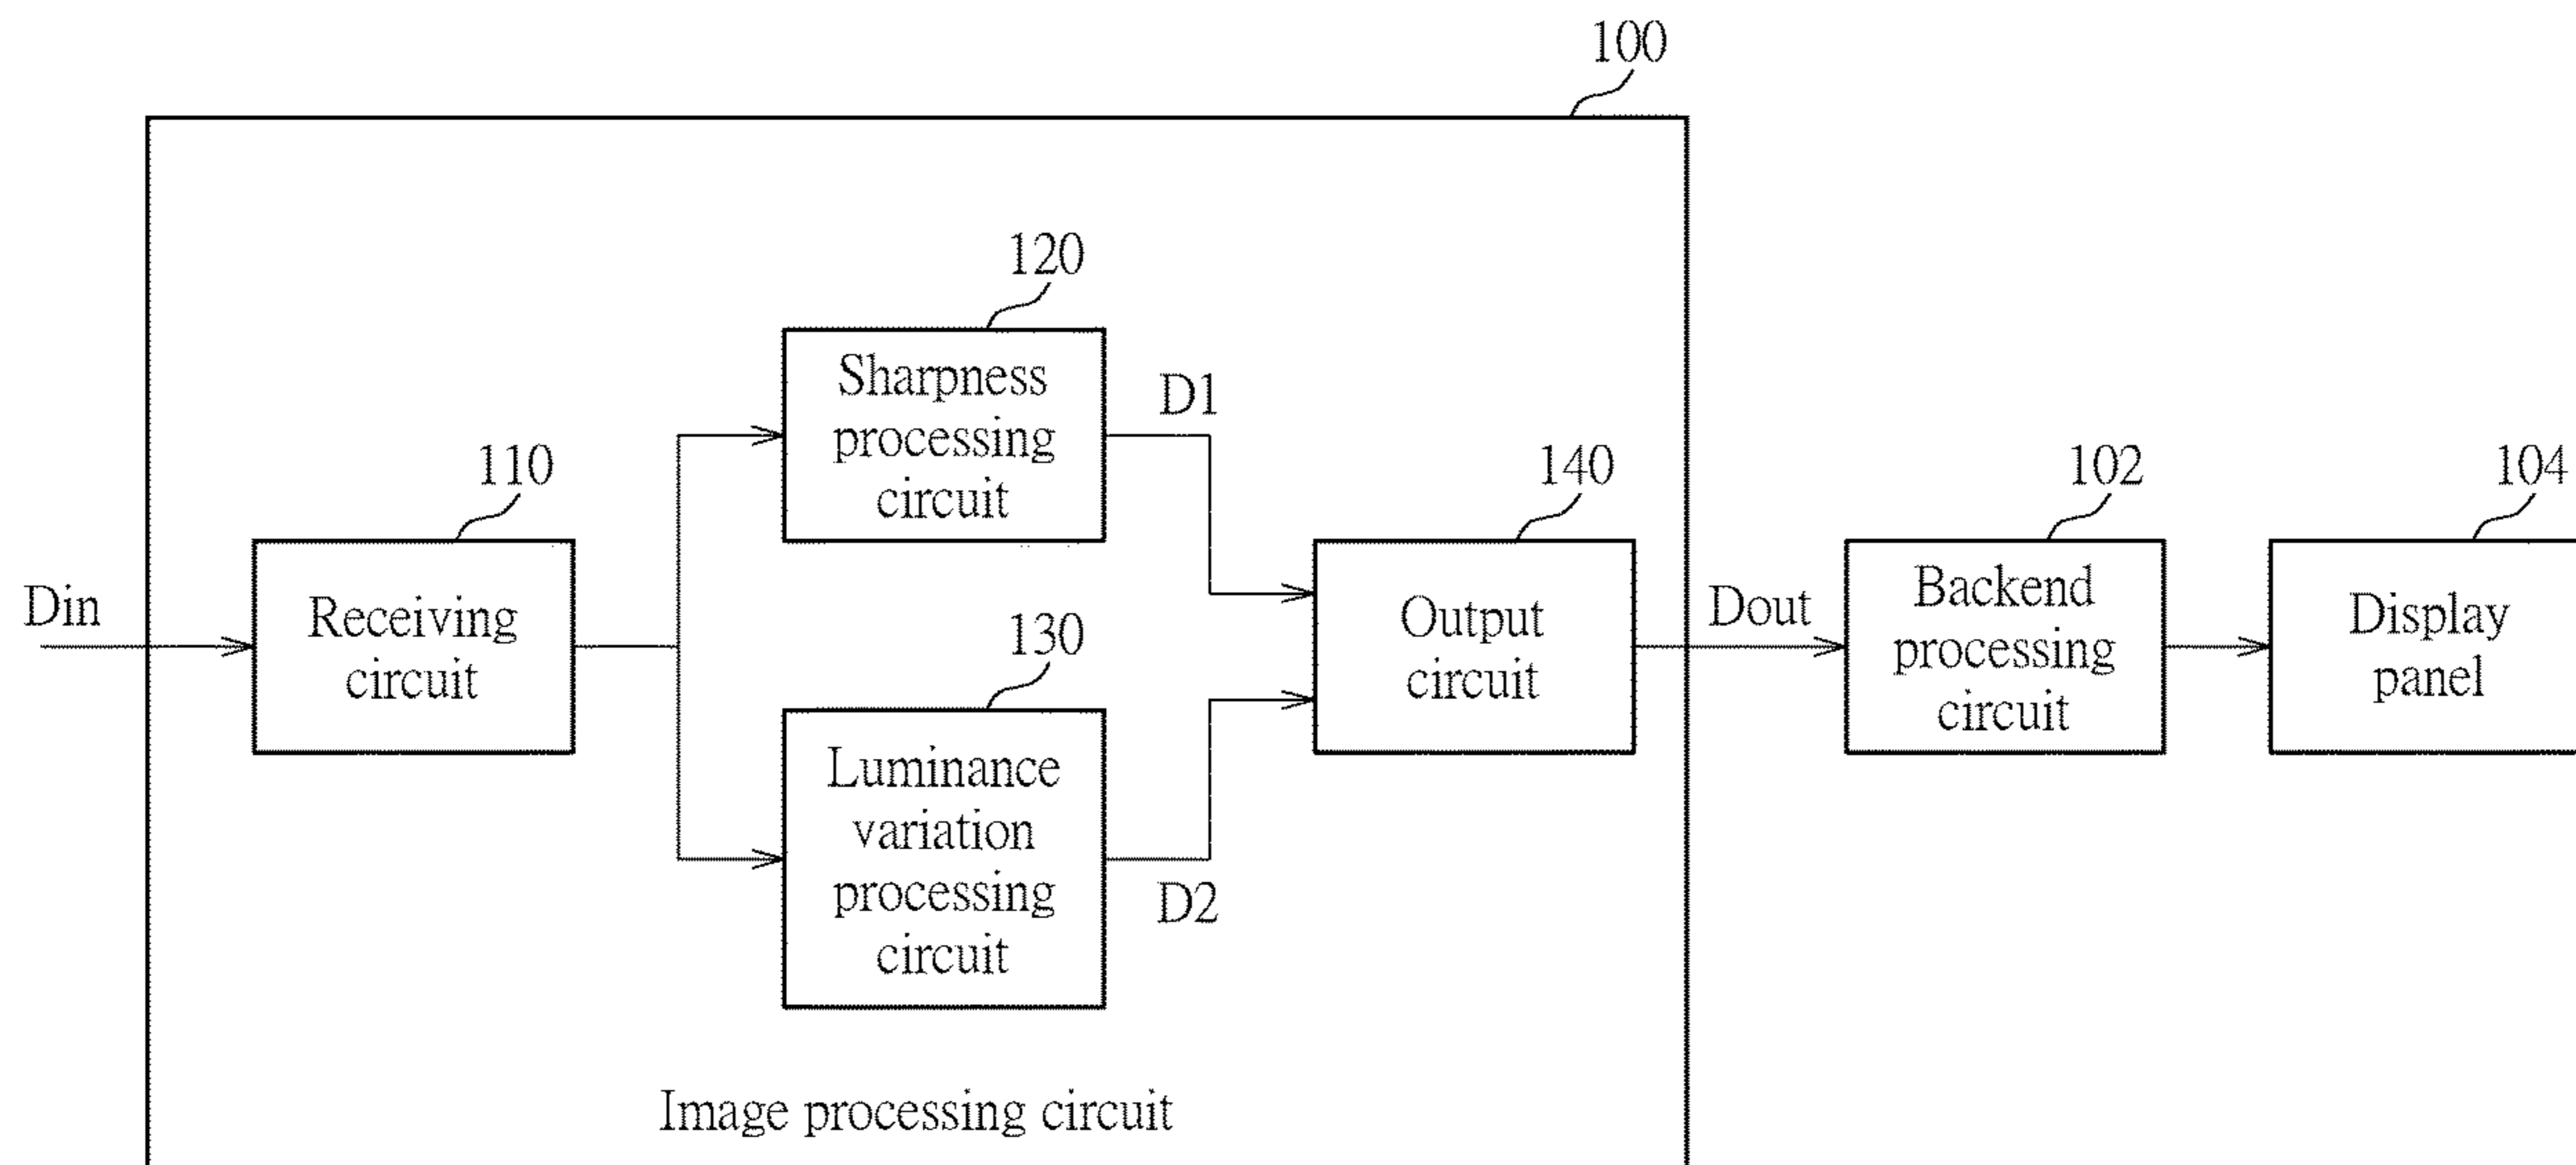 100
120
Sharpness
processing
circuit
D1
110
140
102
104
Din
Receiving
circuit
130
Output
circuit
Dout
Backend
processing
circuit
Display
panel
Luminance
variation
processing
circuit
D2
Image processing circuit